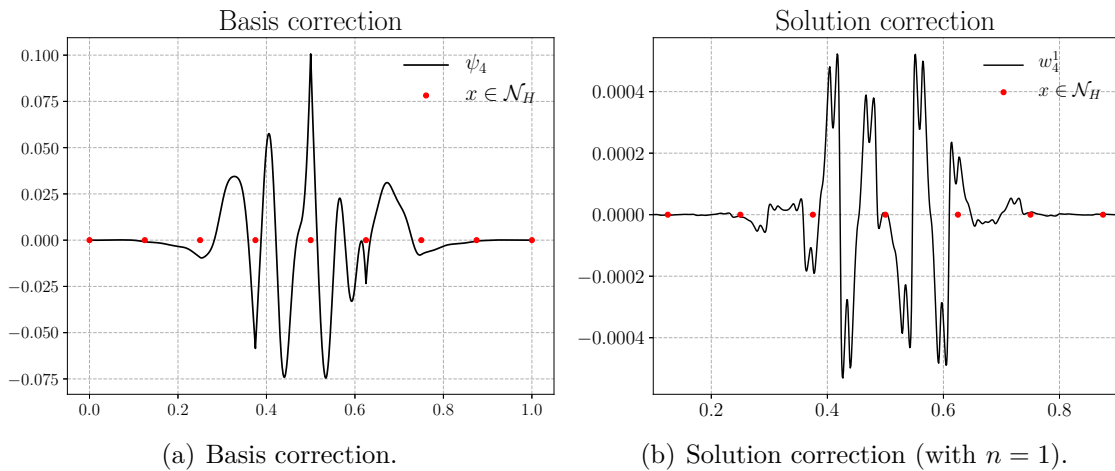 Basis correction
0.100
0.075
0.050
0.025
0.000
−0.025
−0.050
−0.075
0.0 0.2 0.4 0.6 0.8 1.0
ψ₄
x ∈ 𝒩_H
(a) Basis correction.
Solution correction
0.0004
0.0002
0.0000
−0.0002
−0.0004
0.2 0.4 0.6 0.8
w₄¹
x ∈ 𝒩_H
(b) Solution correction (with n = 1).